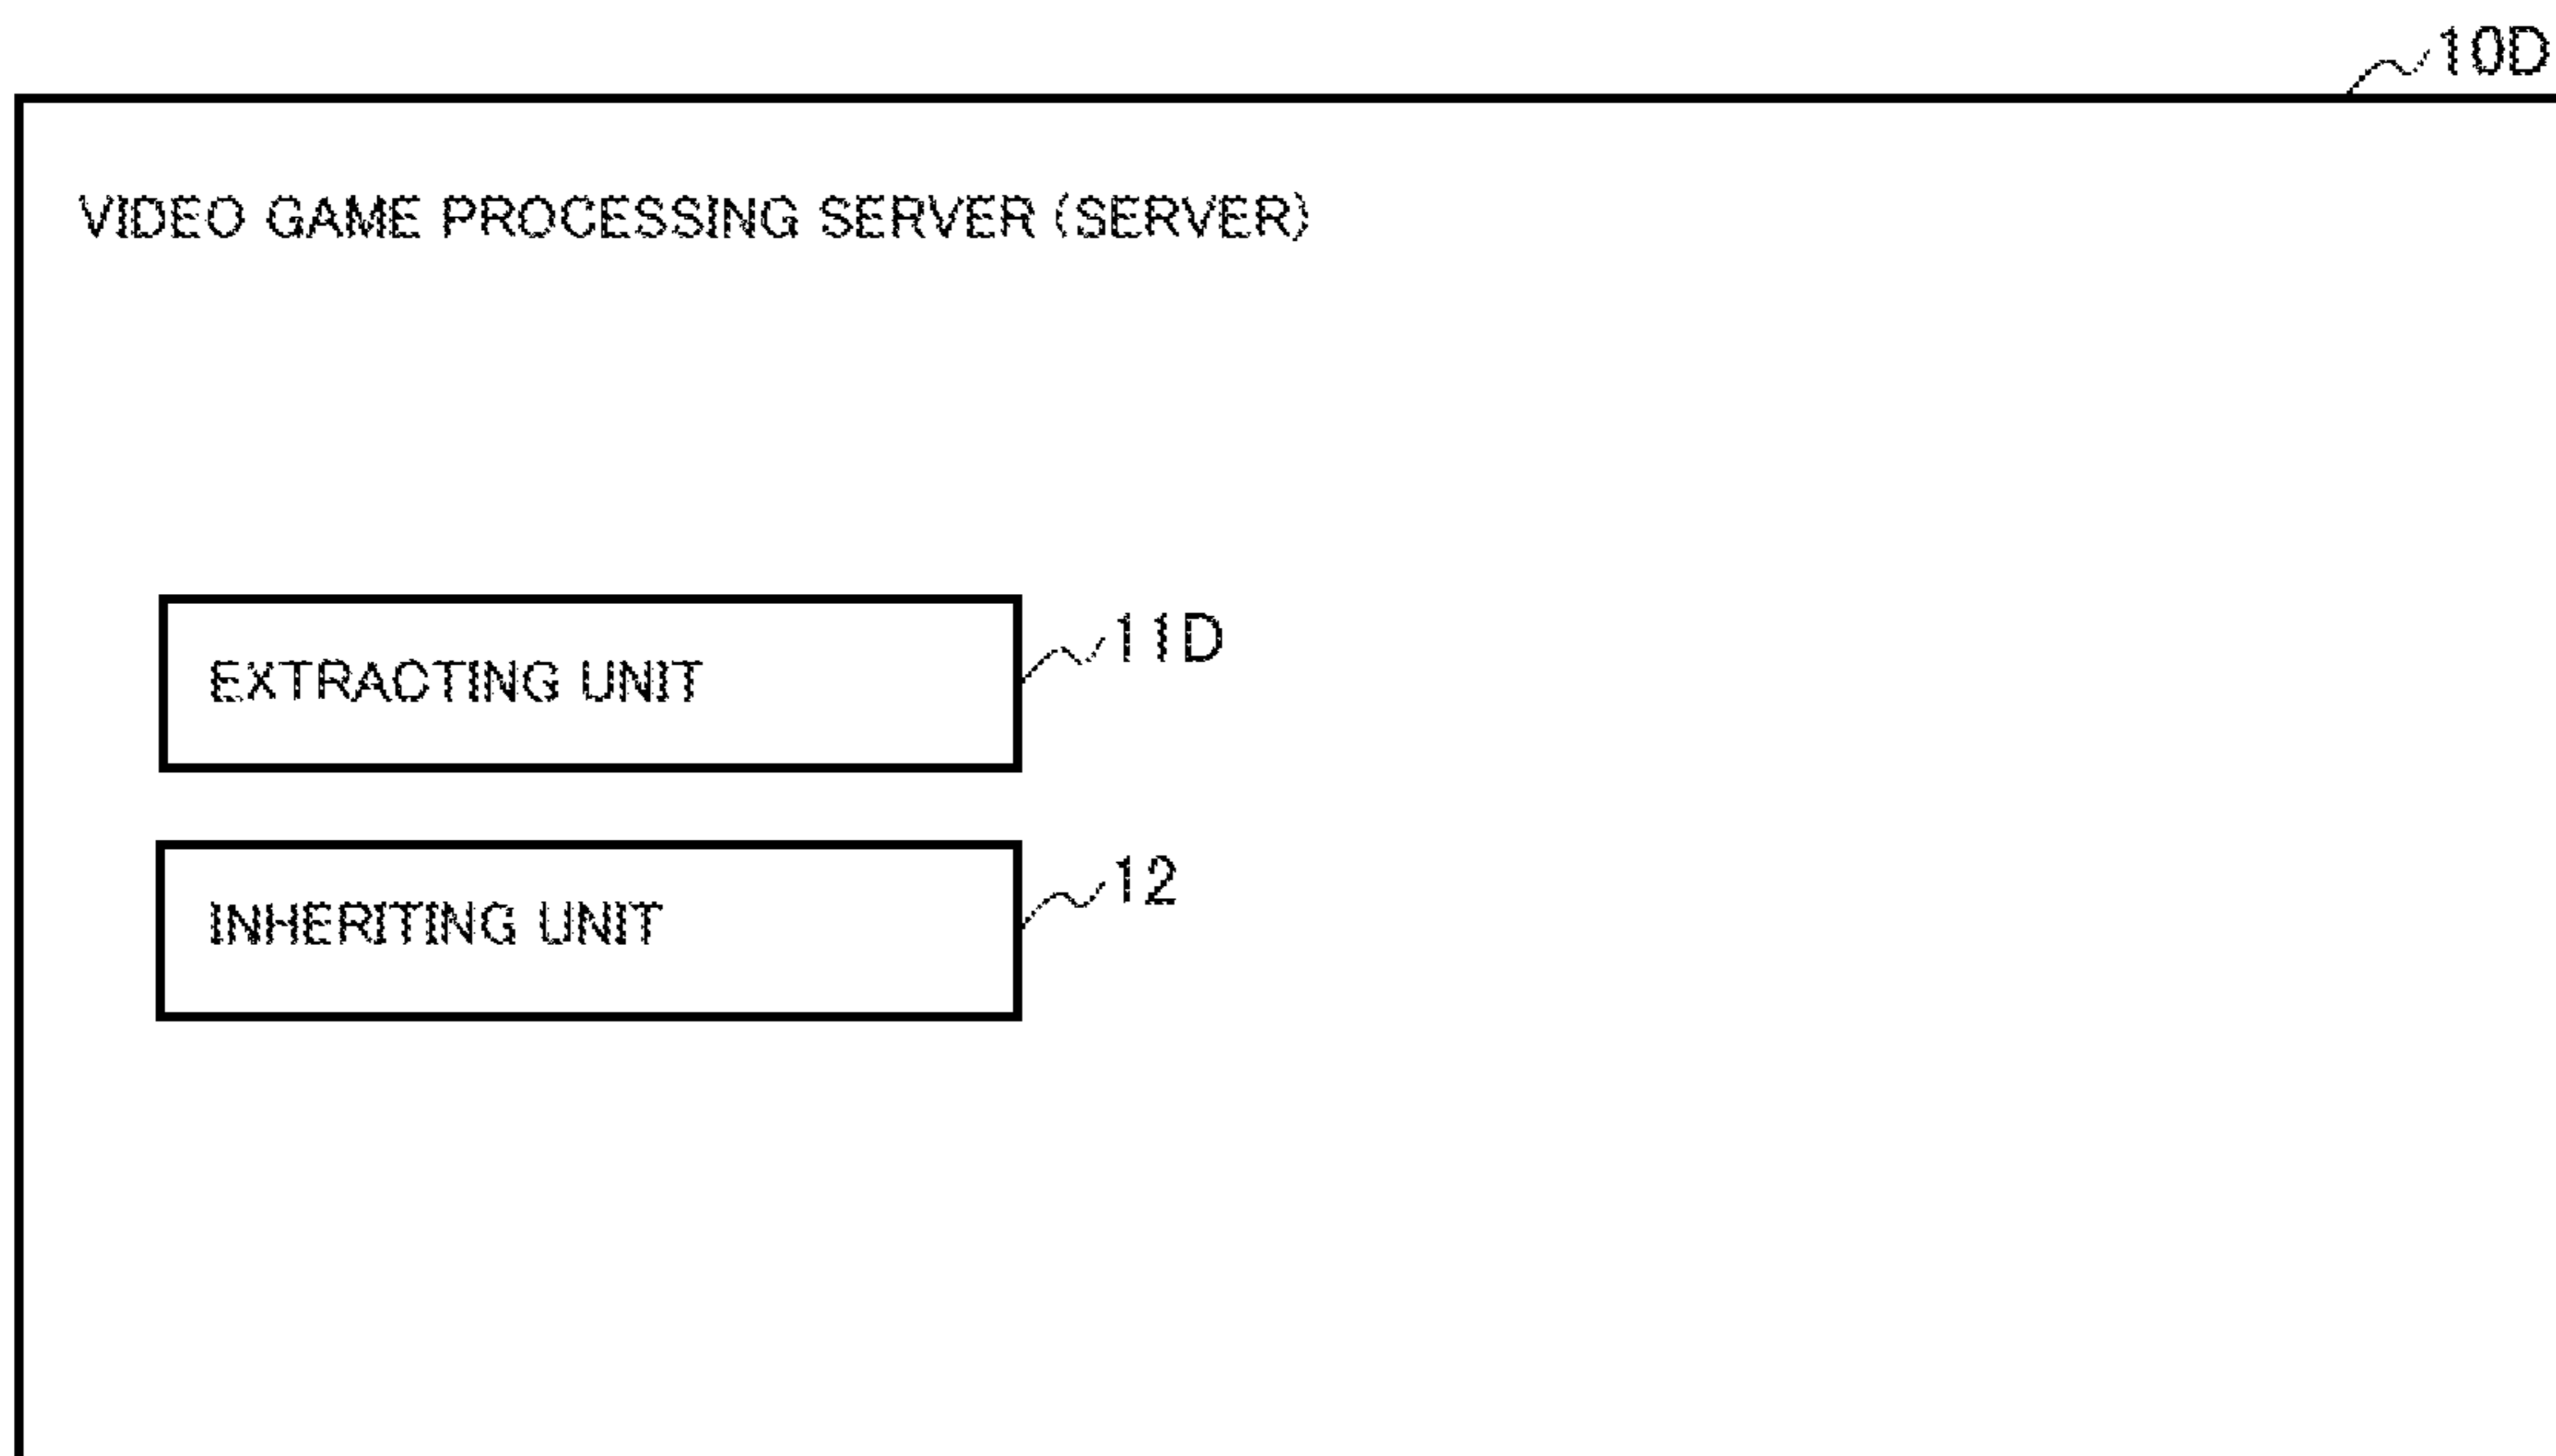 10D
VIDEO GAME PROCESSING SERVER (SERVER)
11D
EXTRACTING UNIT
12
INHERITING UNIT